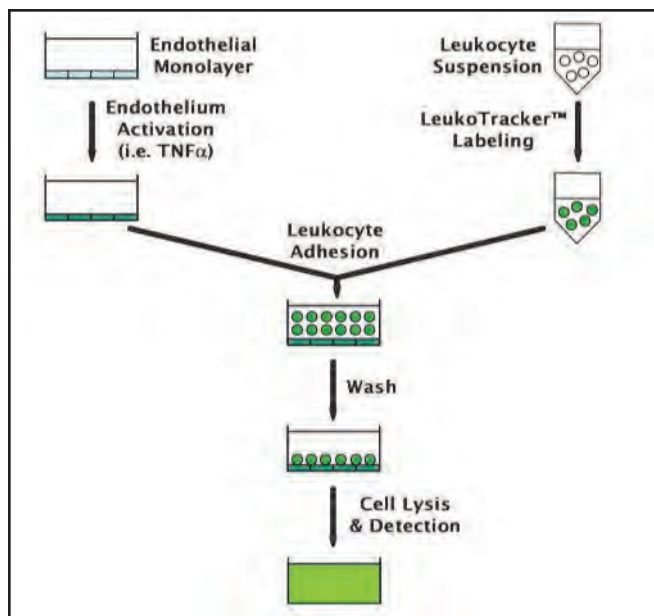 Endothelial
Monolayer
Leukocyte
Suspension
Endothelium
Activation
(i.e. TNFα)
LeukoTracker™
Labeling
Leukocyte
Adhesion
Wash
Cell Lysis
& Detection